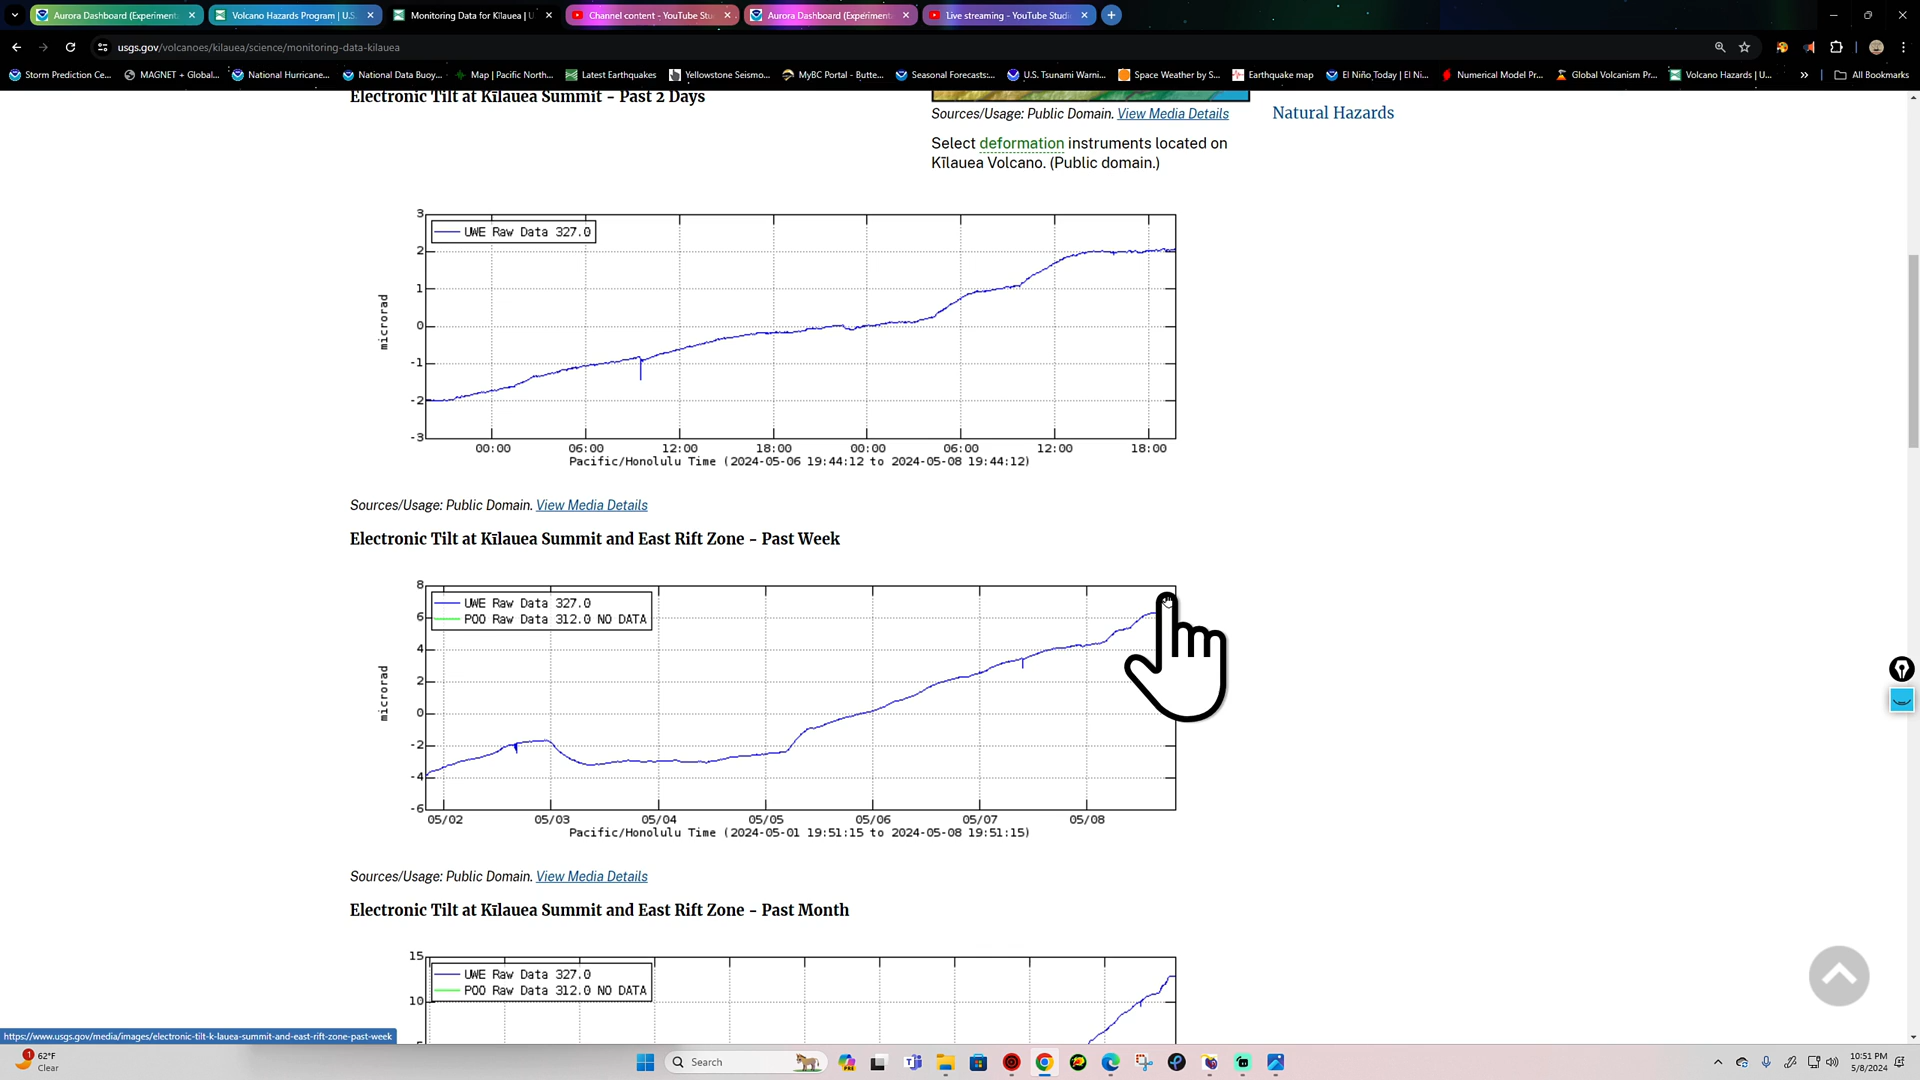 Aurora Dashboard (Experiment
Volcano Hazards Program | U.S.
Monitoring Data for Kīlauea | U
Channel content - YouTube Stu
Aurora Dashboard (Experiment
Live streaming - YouTube Studi
usgs.gov/volcanoes/kilauea/science/monitoring-data-kilauea
Storm Prediction Ce...
MAGNET + Global...
National Hurricane...
National Data Buoy...
Map | Pacific North...
Latest Earthquakes
Yellowstone Seismo...
MyBC Portal - Butte...
Seasonal Forecasts:...
U.S. Tsunami Warni...
Space Weather by S...
Earthquake map
El Niño Today | El Ni...
Numerical Model Pr...
Global Volcanism Pr...
Volcano Hazards | U...
All Bookmarks
Electronic Tilt at Kīlauea Summit - Past 2 Days
Sources/Usage: Public Domain. View Media Details
Natural Hazards
Select deformation instruments located on
Kīlauea Volcano. (Public domain.)
3
UWE Raw Data 327.0
2
1
0
-1
-2
-3
microrad
00:00 06:00 12:00 18:00 00:00 06:00 12:00 18:00
Pacific/Honolulu Time (2024-05-06 19:44:12 to 2024-05-08 19:44:12)
Sources/Usage: Public Domain. View Media Details
Electronic Tilt at Kīlauea Summit and East Rift Zone - Past Week
8
UWE Raw Data 327.0
6
POO Raw Data 312.0 NO DATA
4
2
0
-2
-4
-6
microrad
05/02 05/03 05/04 05/05 05/06 05/07 05/08
Pacific/Honolulu Time (2024-05-01 19:51:15 to 2024-05-08 19:51:15)
Sources/Usage: Public Domain. View Media Details
Electronic Tilt at Kīlauea Summit and East Rift Zone - Past Month
15
UWE Raw Data 327.0
POO Raw Data 312.0 NO DATA
10
https://www.usgs.gov/media/images/electronic-tilt-k-lauea-summit-and-east-rift-zone-past-week
1
62°F
Clear
Search
10:51 PM
5/8/2024